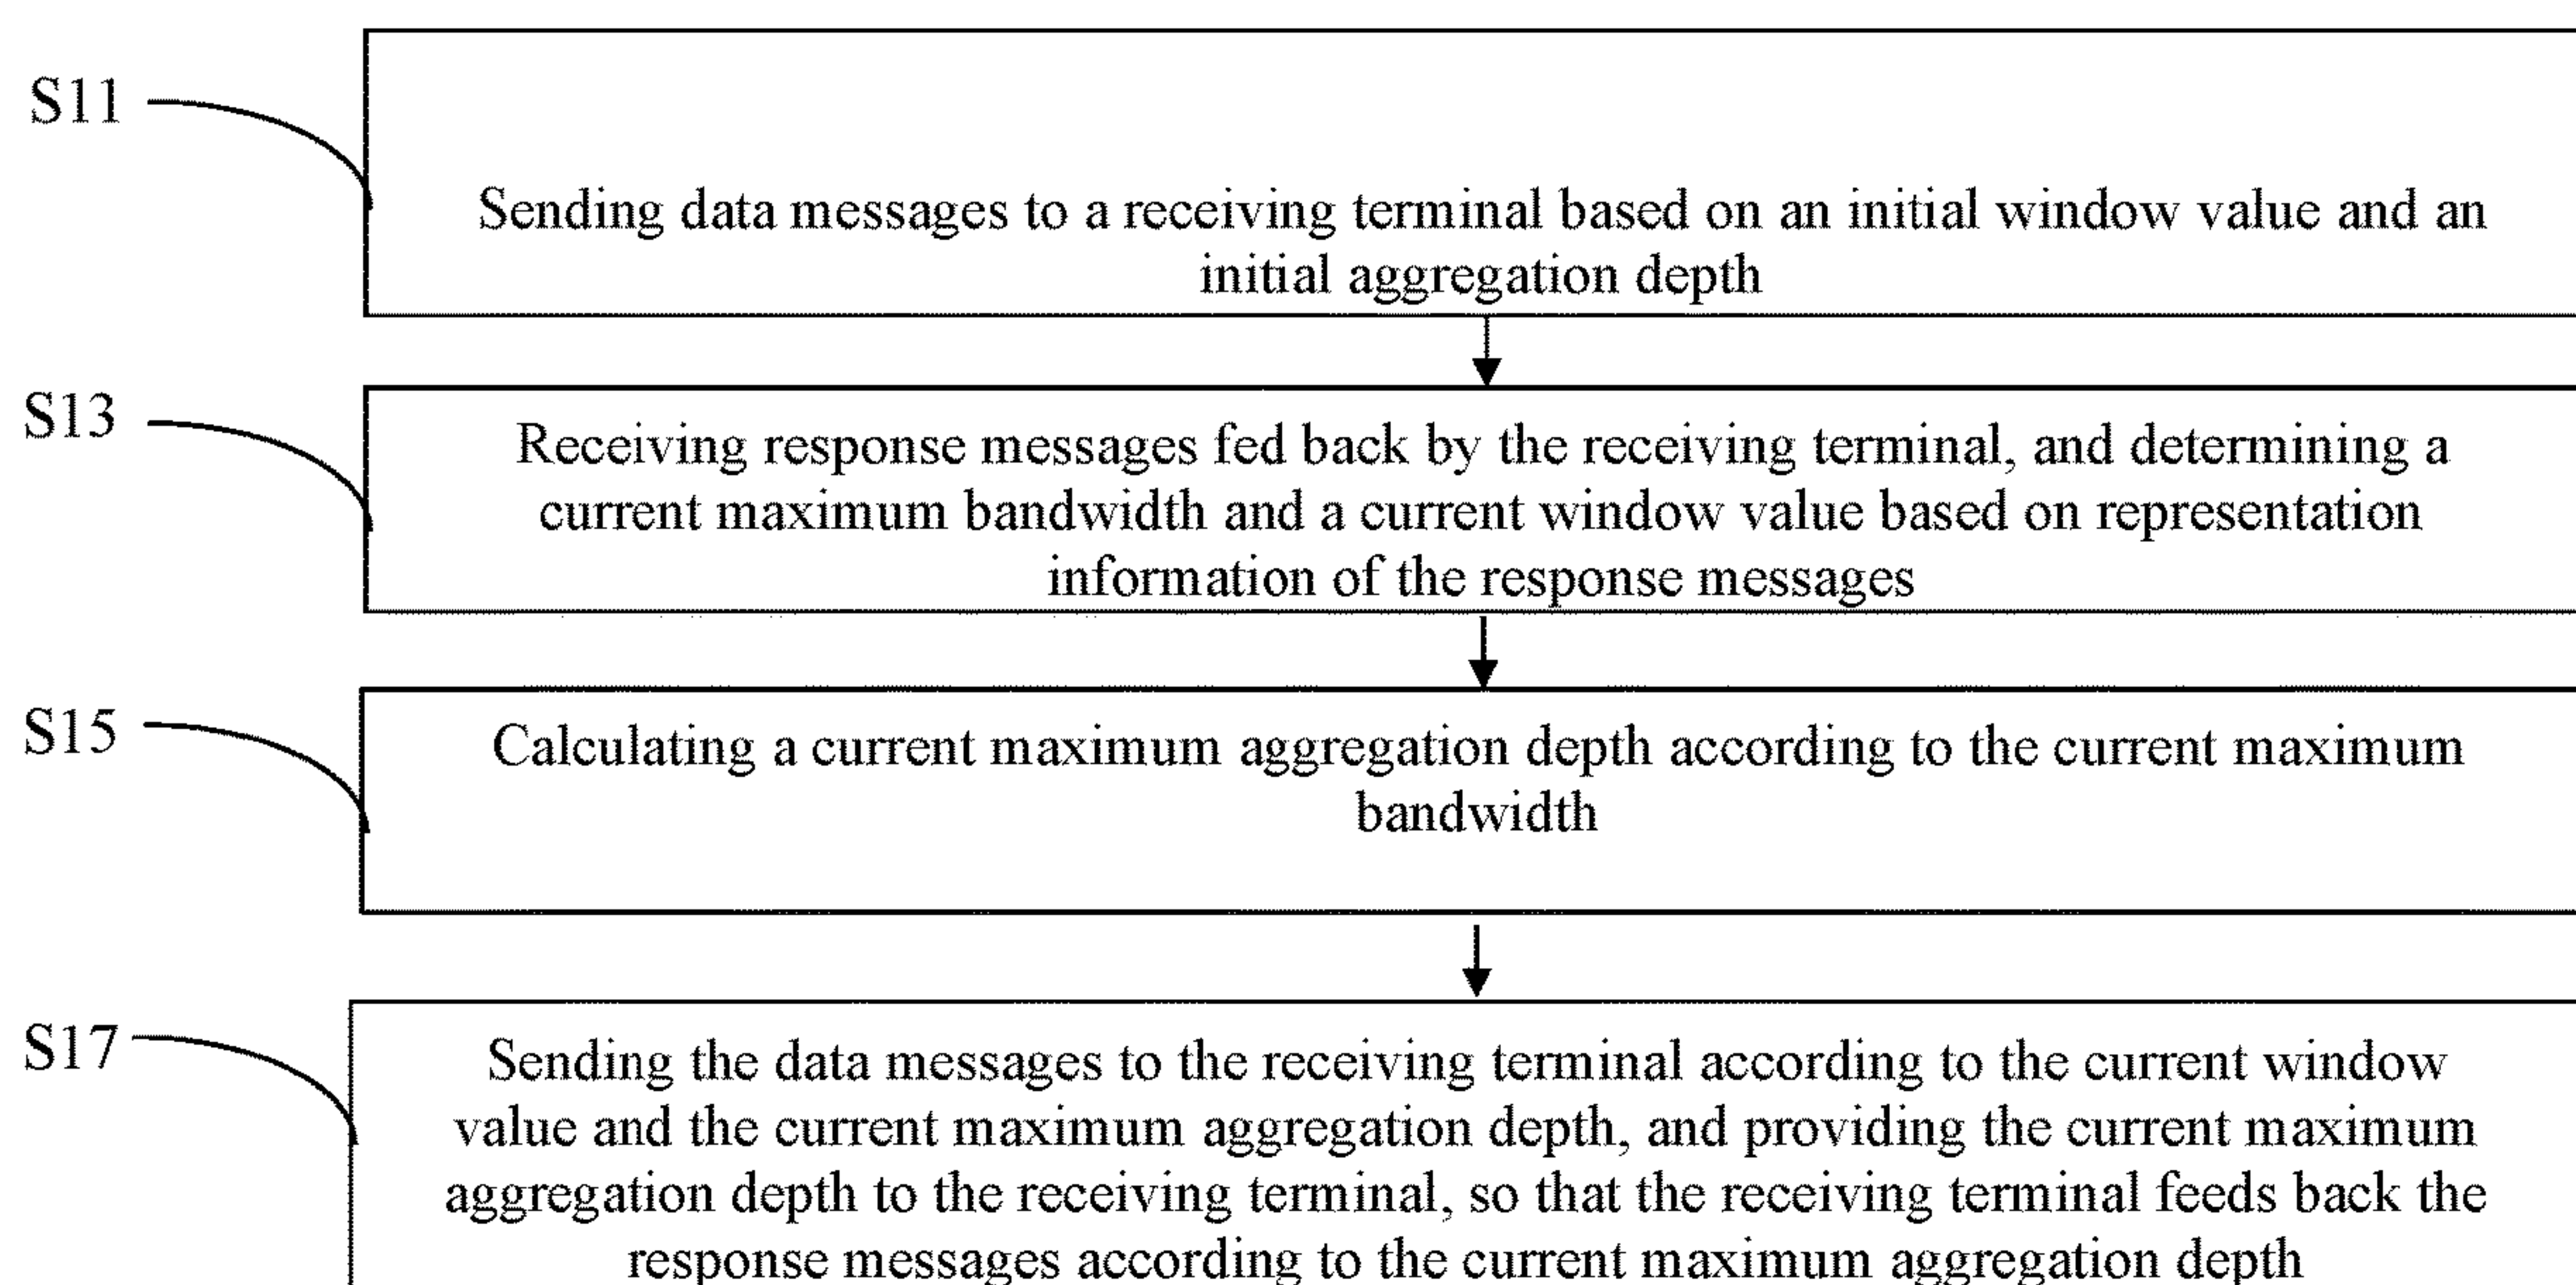 S11
Sending data messages to a receiving terminal based on an initial window value and an
initial aggregation depth
S13
Receiving response messages fed back by the receiving terminal, and determining a
current maximum bandwidth and a current window value based on representation
information of the response messages
S15
Calculating a current maximum aggregation depth according to the current maximum
bandwidth
S17
Sending the data messages to the receiving terminal according to the current window
value and the current maximum aggregation depth, and providing the current maximum
aggregation depth to the receiving terminal, so that the receiving terminal feeds back the
response messages according to the current maximum aggregation depth